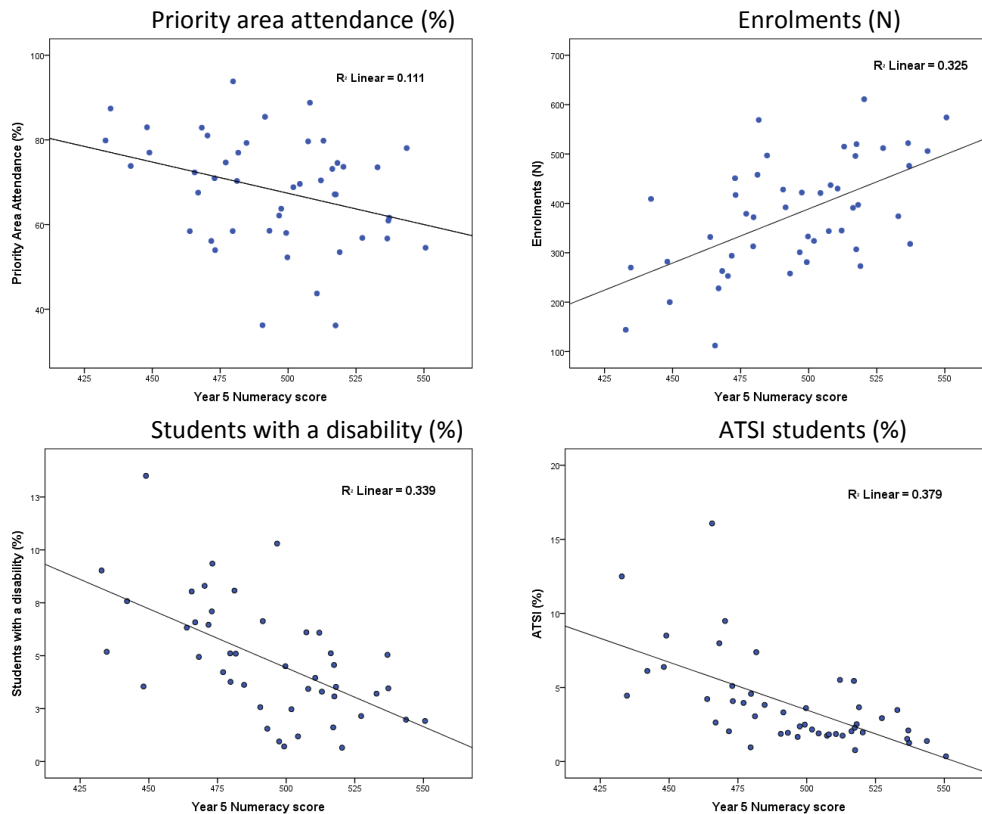 Priority area attendance (%)
100
80
60
40
Priority Area Attendance (%)
R² Linear = 0.111
425 450 475 500 525 550
Year 5 Numeracy score
Enrolments (N)
700
600
500
400
300
200
100
Enrolments (N)
R² Linear = 0.325
425 450 475 500 525 550
Year 5 Numeracy score
Students with a disability (%)
13
10
8
5
3
0
Students with a disability (%)
R² Linear = 0.339
425 450 475 500 525 550
Year 5 Numeracy score
ATSI students (%)
20
15
10
5
0
ATSI (%)
R² Linear = 0.379
425 450 475 500 525 550
Year 5 Numeracy score